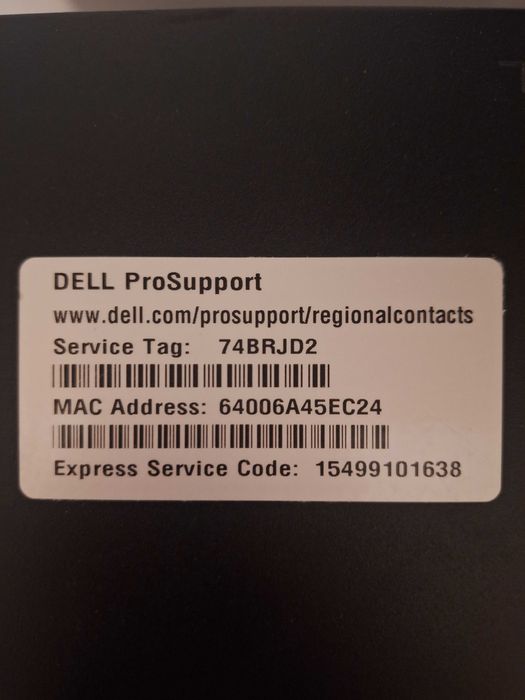 DELL ProSupport
www.dell.com/prosupport/regionalcontacts
Service Tag: 74BRJD2
MAC Address: 64006A45EC24
Express Service Code: 15499101638